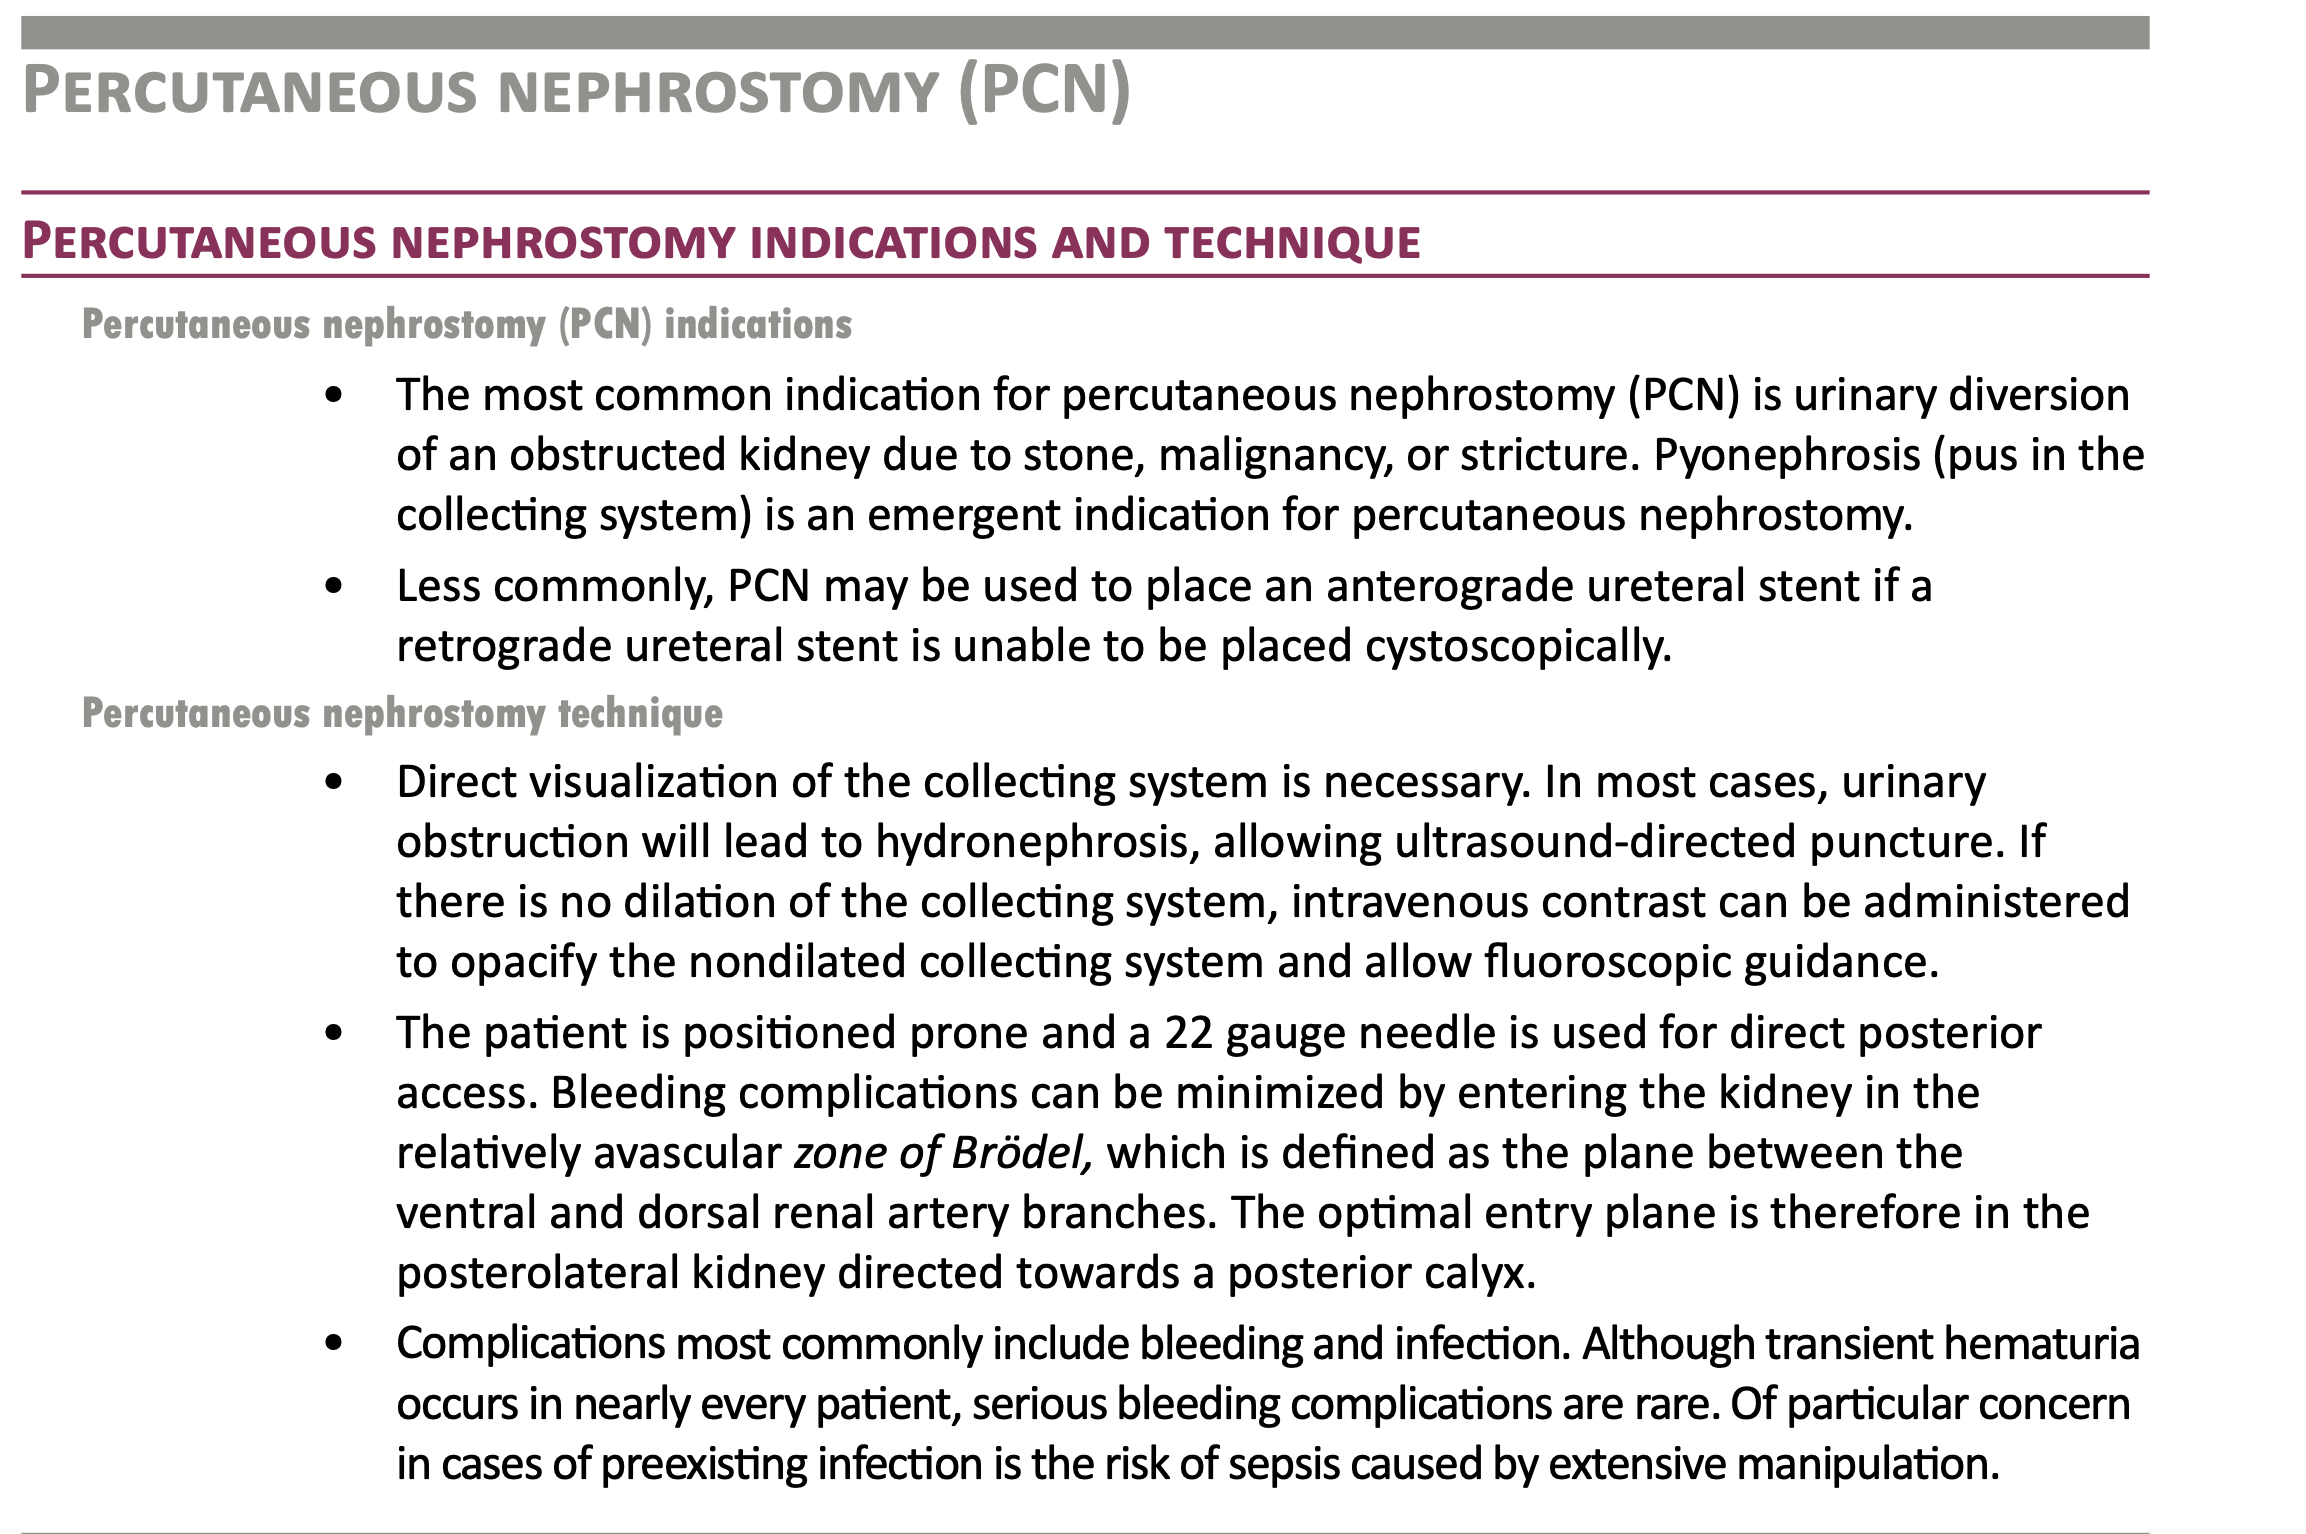 Percutaneous nephrostomy (PCN)
Percutaneous nephrostomy indications and technique
Percutaneous nephrostomy (PCN) indications
• The most common indication for percutaneous nephrostomy (PCN) is urinary diversion
of an obstructed kidney due to stone, malignancy, or stricture. Pyonephrosis (pus in the
collecting system) is an emergent indication for percutaneous nephrostomy.
• Less commonly, PCN may be used to place an anterograde ureteral stent if a
retrograde ureteral stent is unable to be placed cystoscopically.
Percutaneous nephrostomy technique
• Direct visualization of the collecting system is necessary. In most cases, urinary
obstruction will lead to hydronephrosis, allowing ultrasound-directed puncture. If
there is no dilation of the collecting system, intravenous contrast can be administered
to opacify the nondilated collecting system and allow fluoroscopic guidance.
• The patient is positioned prone and a 22 gauge needle is used for direct posterior
access. Bleeding complications can be minimized by entering the kidney in the
relatively avascular zone of Brödel, which is defined as the plane between the
ventral and dorsal renal artery branches. The optimal entry plane is therefore in the
posterolateral kidney directed towards a posterior calyx.
• Complications most commonly include bleeding and infection. Although transient hematuria
occurs in nearly every patient, serious bleeding complications are rare. Of particular concern
in cases of preexisting infection is the risk of sepsis caused by extensive manipulation.